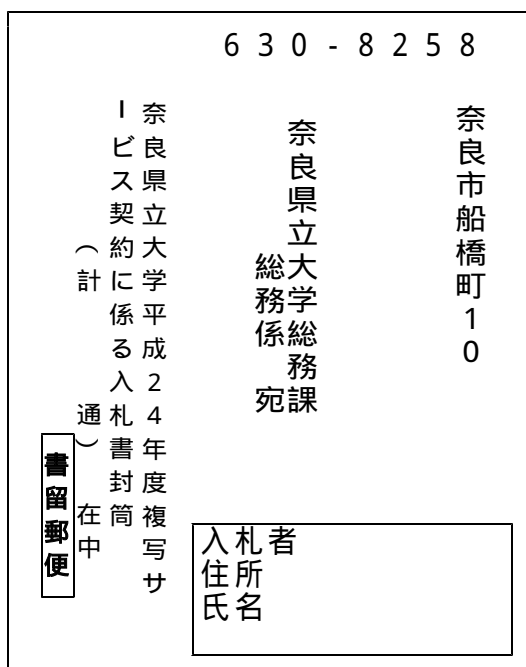 630-8258
奈良市船橋町10
奈良県立大学総務課
総務係 宛
奈良県立大学平成24年度複写サ
ービス契約に係る入札書封筒
（計 通） 在中
書留郵便
入札者
住所
氏名